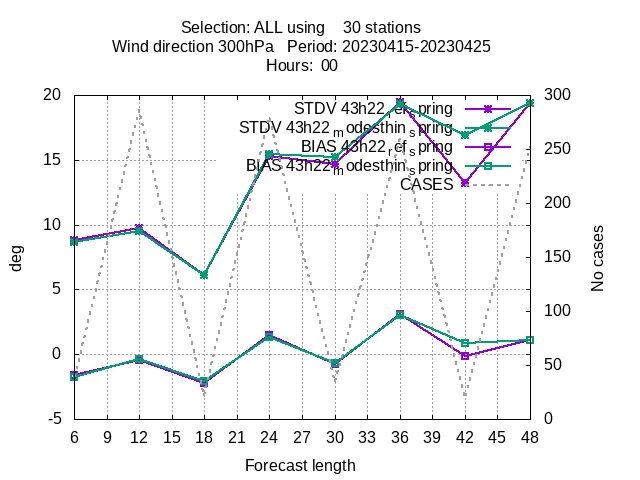 Selection: ALL using 30 stations
Wind direction 300hPa Period: 20230415-20230425
Hours: 00
STDV 43h22_ref_spring
STDV 43h22_modesthin_spring
BIAS 43h22_ref_spring
BIAS 43h22_modesthin_spring
CASES
20
15
10
5
0
-5
300
250
200
150
100
50
0
deg
No cases
6 9 12 15 18 21 24 27 30 33 36 39 42 45 48
Forecast length